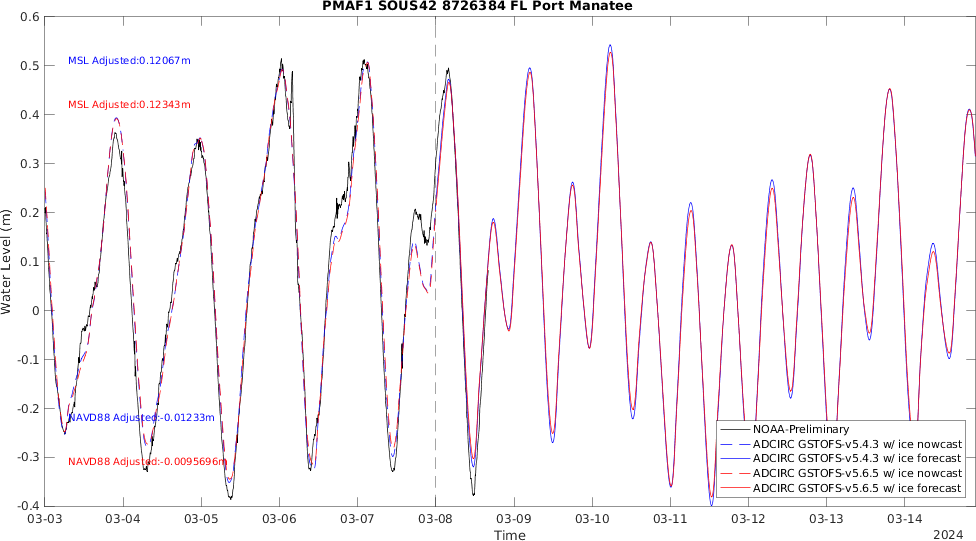 PMAF1 SOUS42 8726384 FL Port Manatee
0.6
0.5
0.4
0.3
0.2
0.1
0
-0.1
-0.2
-0.3
-0.4
Water Level (m)
MSL Adjusted:0.12067m
MSL Adjusted:0.12343m
NAVD88 Adjusted:-0.01233m
NAVD88 Adjusted:-0.0095696m
NOAA-Preliminary
ADCIRC GSTOFS-v5.4.3 w/ ice nowcast
ADCIRC GSTOFS-v5.4.3 w/ ice forecast
ADCIRC GSTOFS-v5.6.5 w/ ice nowcast
ADCIRC GSTOFS-v5.6.5 w/ ice forecast
03-03 03-04 03-05 03-06 03-07 03-08 03-09 03-10 03-11 03-12 03-13 03-14
Time
2024